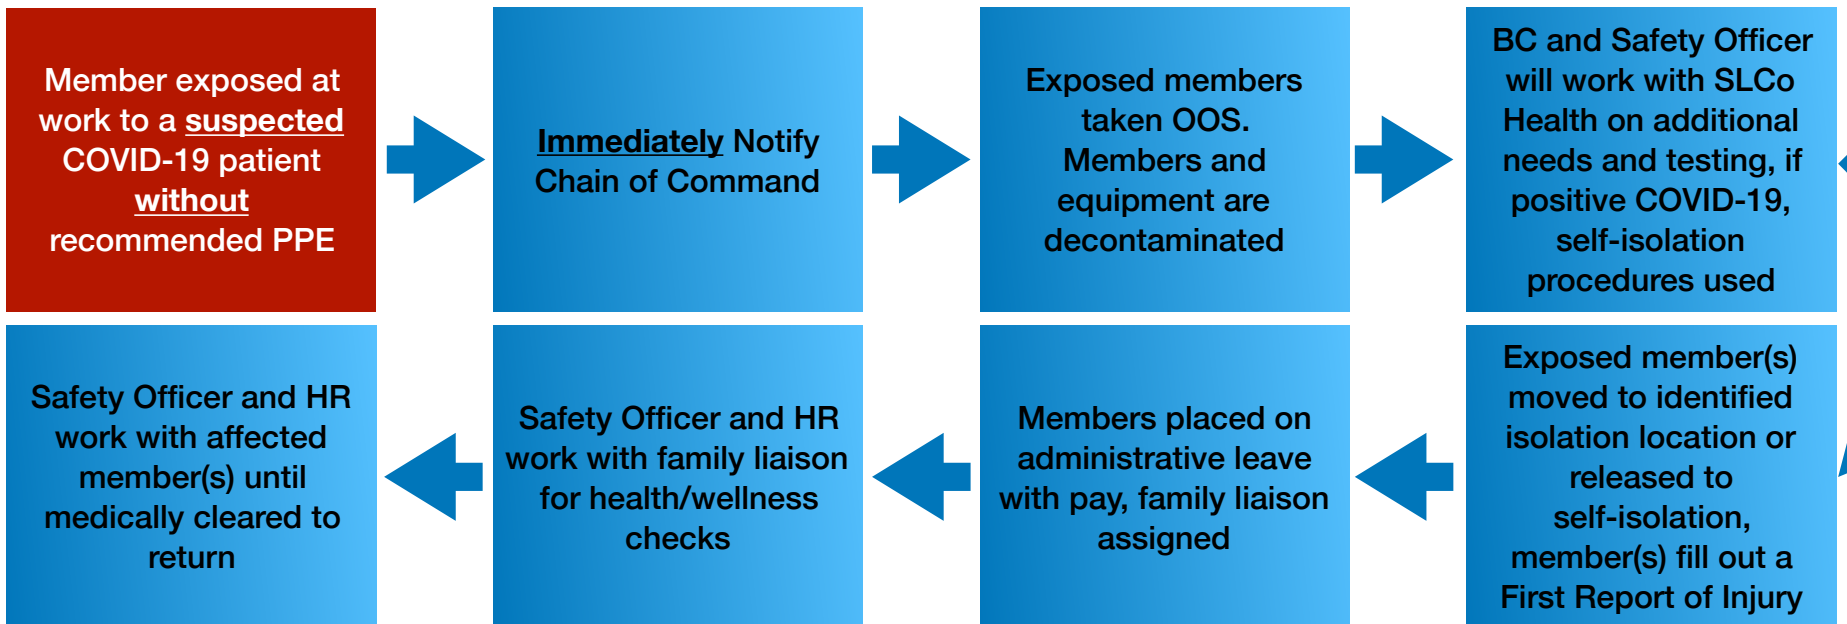 Member exposed at
work to a suspected
COVID-19 patient
without
recommended PPE
Immediately Notify
Chain of Command
Exposed members
taken OOS.
Members and
equipment are
decontaminated
BC and Safety Officer
will work with SLCo
Health on additional
needs and testing, if
positive COVID-19,
self-isolation
procedures used
Exposed member(s)
moved to identified
isolation location or
released to
self-isolation,
member(s) fill out a
First Report of Injury
Members placed on
administrative leave
with pay, family liaison
assigned
Safety Officer and HR
work with family liaison
for health/wellness
checks
Safety Officer and HR
work with affected
member(s) until
medically cleared to
return